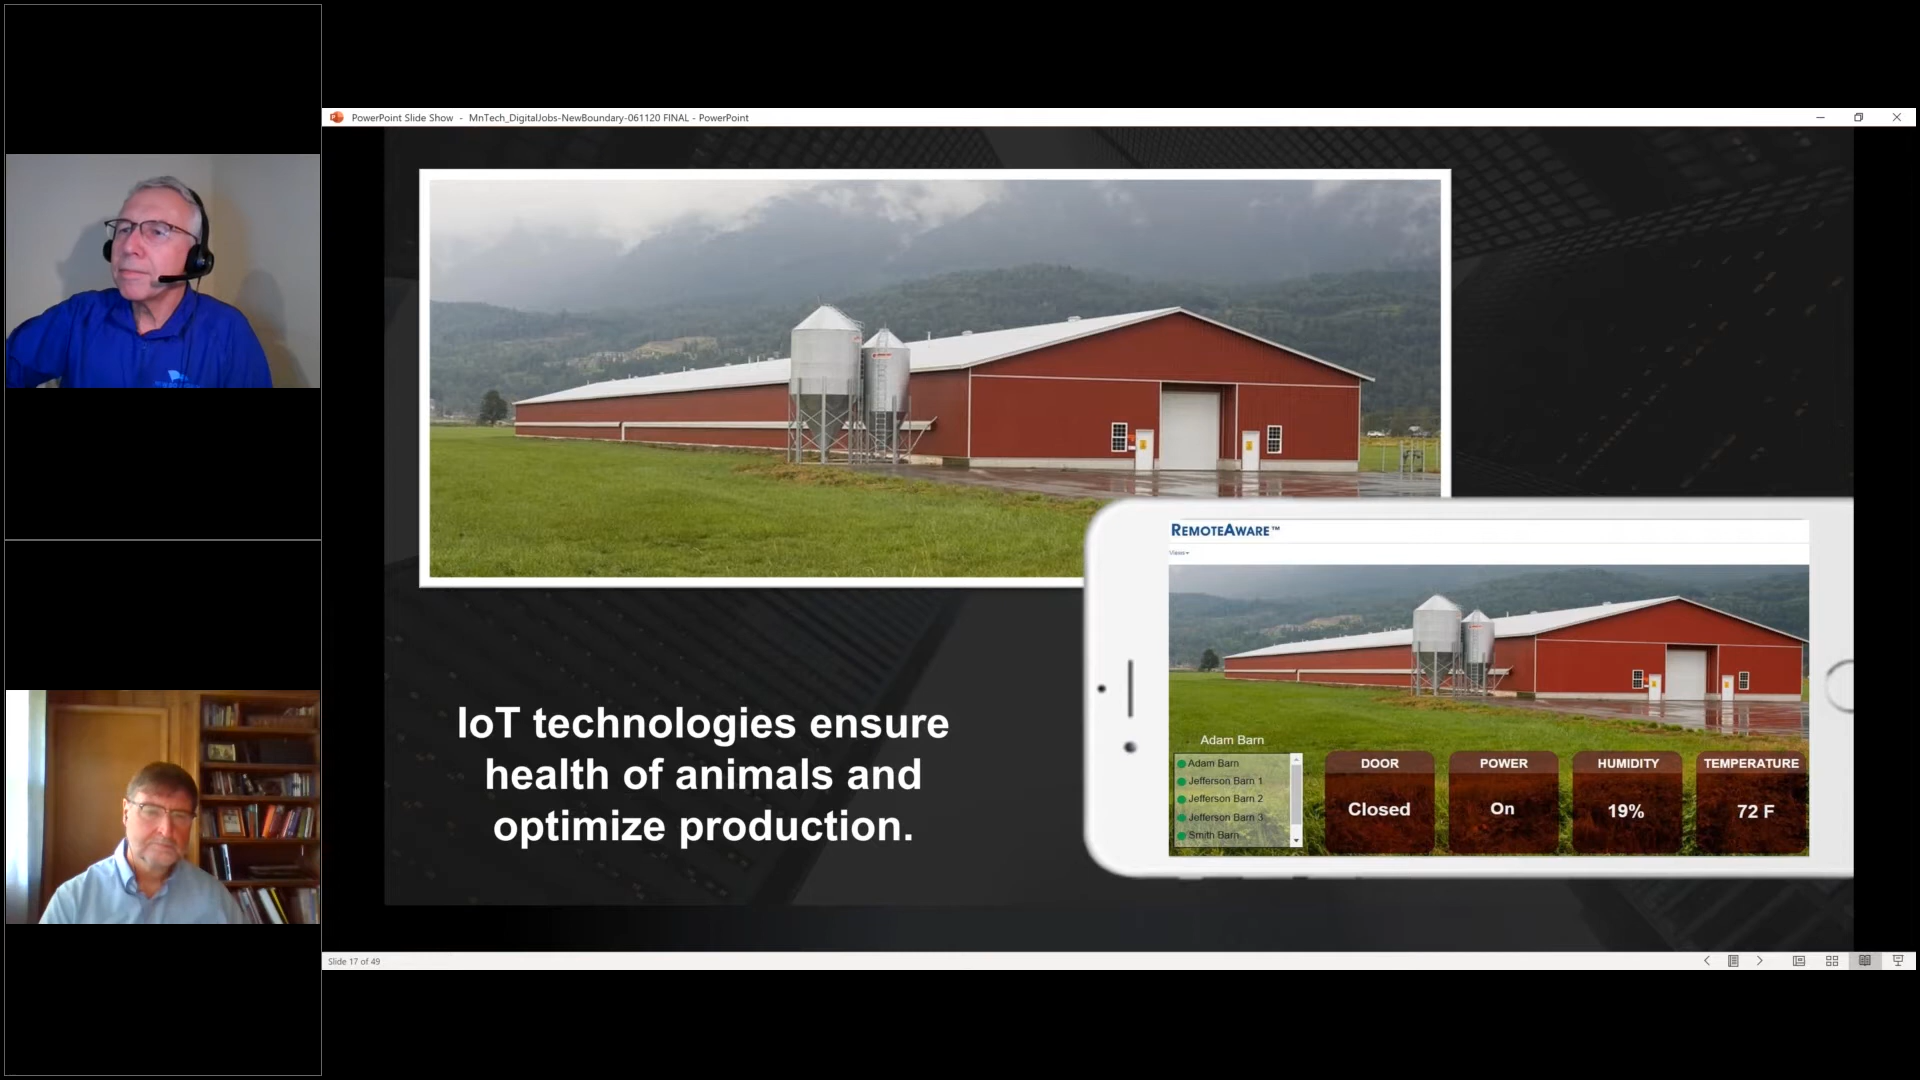 PowerPoint Slide Show - MnTech_DigitalJobs-NewBoundary-061120 FINAL - PowerPoint
REMOTEAWARE™
Views
IoT technologies ensure
health of animals and
optimize production.
Adam Barn
Adam Barn
Jefferson Barn 1
Jefferson Barn 2
Jefferson Barn 3
Smith Barn
DOOR
Closed
POWER
On
HUMIDITY
19%
TEMPERATURE
72 F
Slide 17 of 49